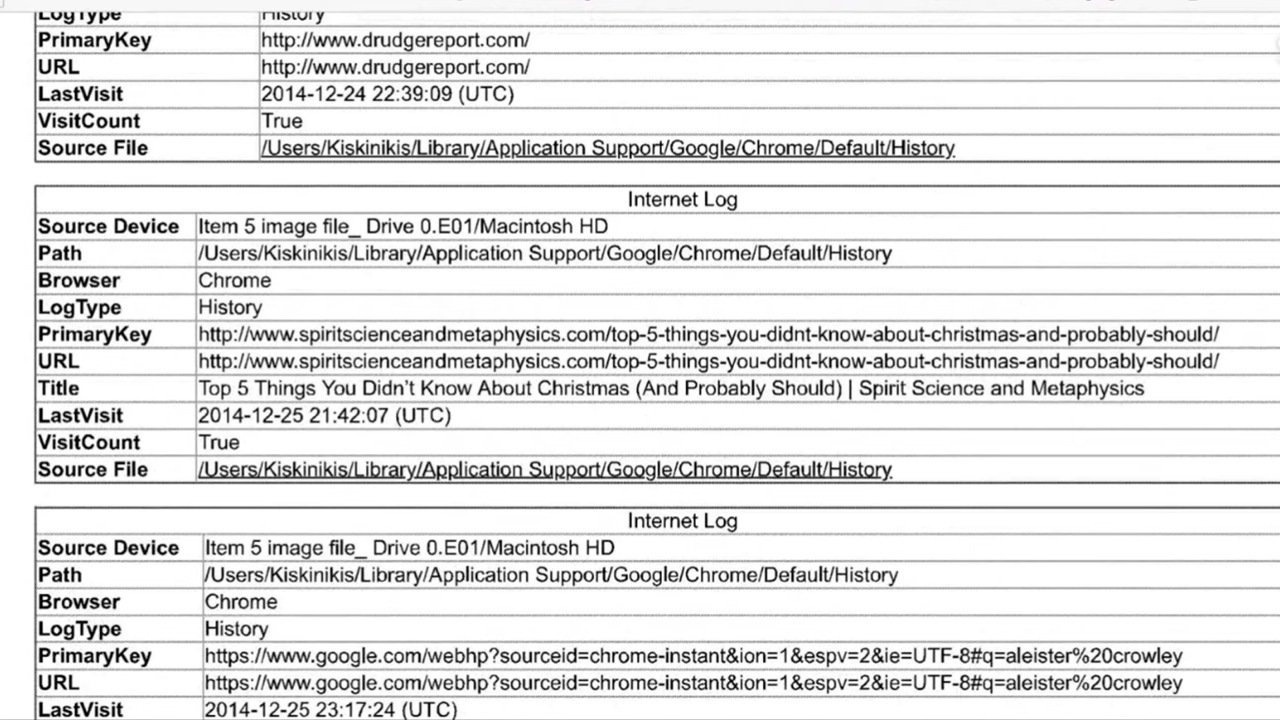 LogType History
PrimaryKey http://www.drudgereport.com/
URL http://www.drudgereport.com/
LastVisit 2014-12-24 22:39:09 (UTC)
VisitCount True
Source File /Users/Kiskinikis/Library/Application Support/Google/Chrome/Default/History
Internet Log
Source Device Item 5 image file_ Drive 0.E01/Macintosh HD
Path /Users/Kiskinikis/Library/Application Support/Google/Chrome/Default/History
Browser Chrome
LogType History
PrimaryKey http://www.spiritscienceandmetaphysics.com/top-5-things-you-didnt-know-about-christmas-and-probably-should/
URL http://www.spiritscienceandmetaphysics.com/top-5-things-you-didnt-know-about-christmas-and-probably-should/
Title Top 5 Things You Didn't Know About Christmas (And Probably Should) | Spirit Science and Metaphysics
LastVisit 2014-12-25 21:42:07 (UTC)
VisitCount True
Source File /Users/Kiskinikis/Library/Application Support/Google/Chrome/Default/History
Internet Log
Source Device Item 5 image file_ Drive 0.E01/Macintosh HD
Path /Users/Kiskinikis/Library/Application Support/Google/Chrome/Default/History
Browser Chrome
LogType History
PrimaryKey https://www.google.com/webhp?sourceid=chrome-instant&ion=1&espv=2&ie=UTF-8#q=aleister%20crowley
URL https://www.google.com/webhp?sourceid=chrome-instant&ion=1&espv=2&ie=UTF-8#q=aleister%20crowley
LastVisit 2014-12-25 23:17:24 (UTC)